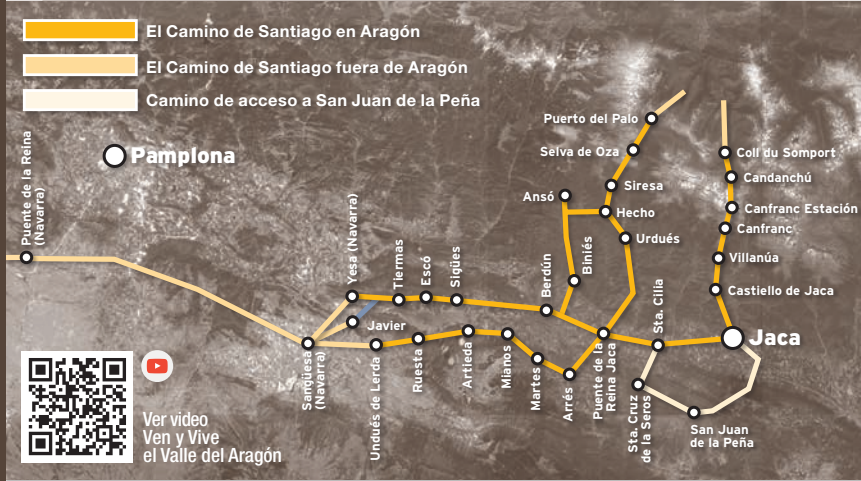 El Camino de Santiago en Aragón
El Camino de Santiago fuera de Aragón
Camino de acceso a San Juan de la Peña
Puente de la Reina
(Navarra)
Pamplona
Puerto del Palo
Selva de Oza
Siresa
Ansó
Hecho
Urdués
Biniés
Coll du Somport
Candanchú
Canfranc Estación
Canfranc
Villanúa
Castiello de Jaca
Jaca
Yesa (Navarra)
Tiermas
Escó
Sigües
Berdún
Sta. Cilia
Javier
Sangüesa
(Navarra)
Undués de Lerda
Ruesta
Artieda
Mianos
Martes
Arrés
Puente de la
Reina Jaca
Sta. Cruz
de la Seros
San Juan
de la Peña
Ver video
Ven y Vive
el Valle del Aragón